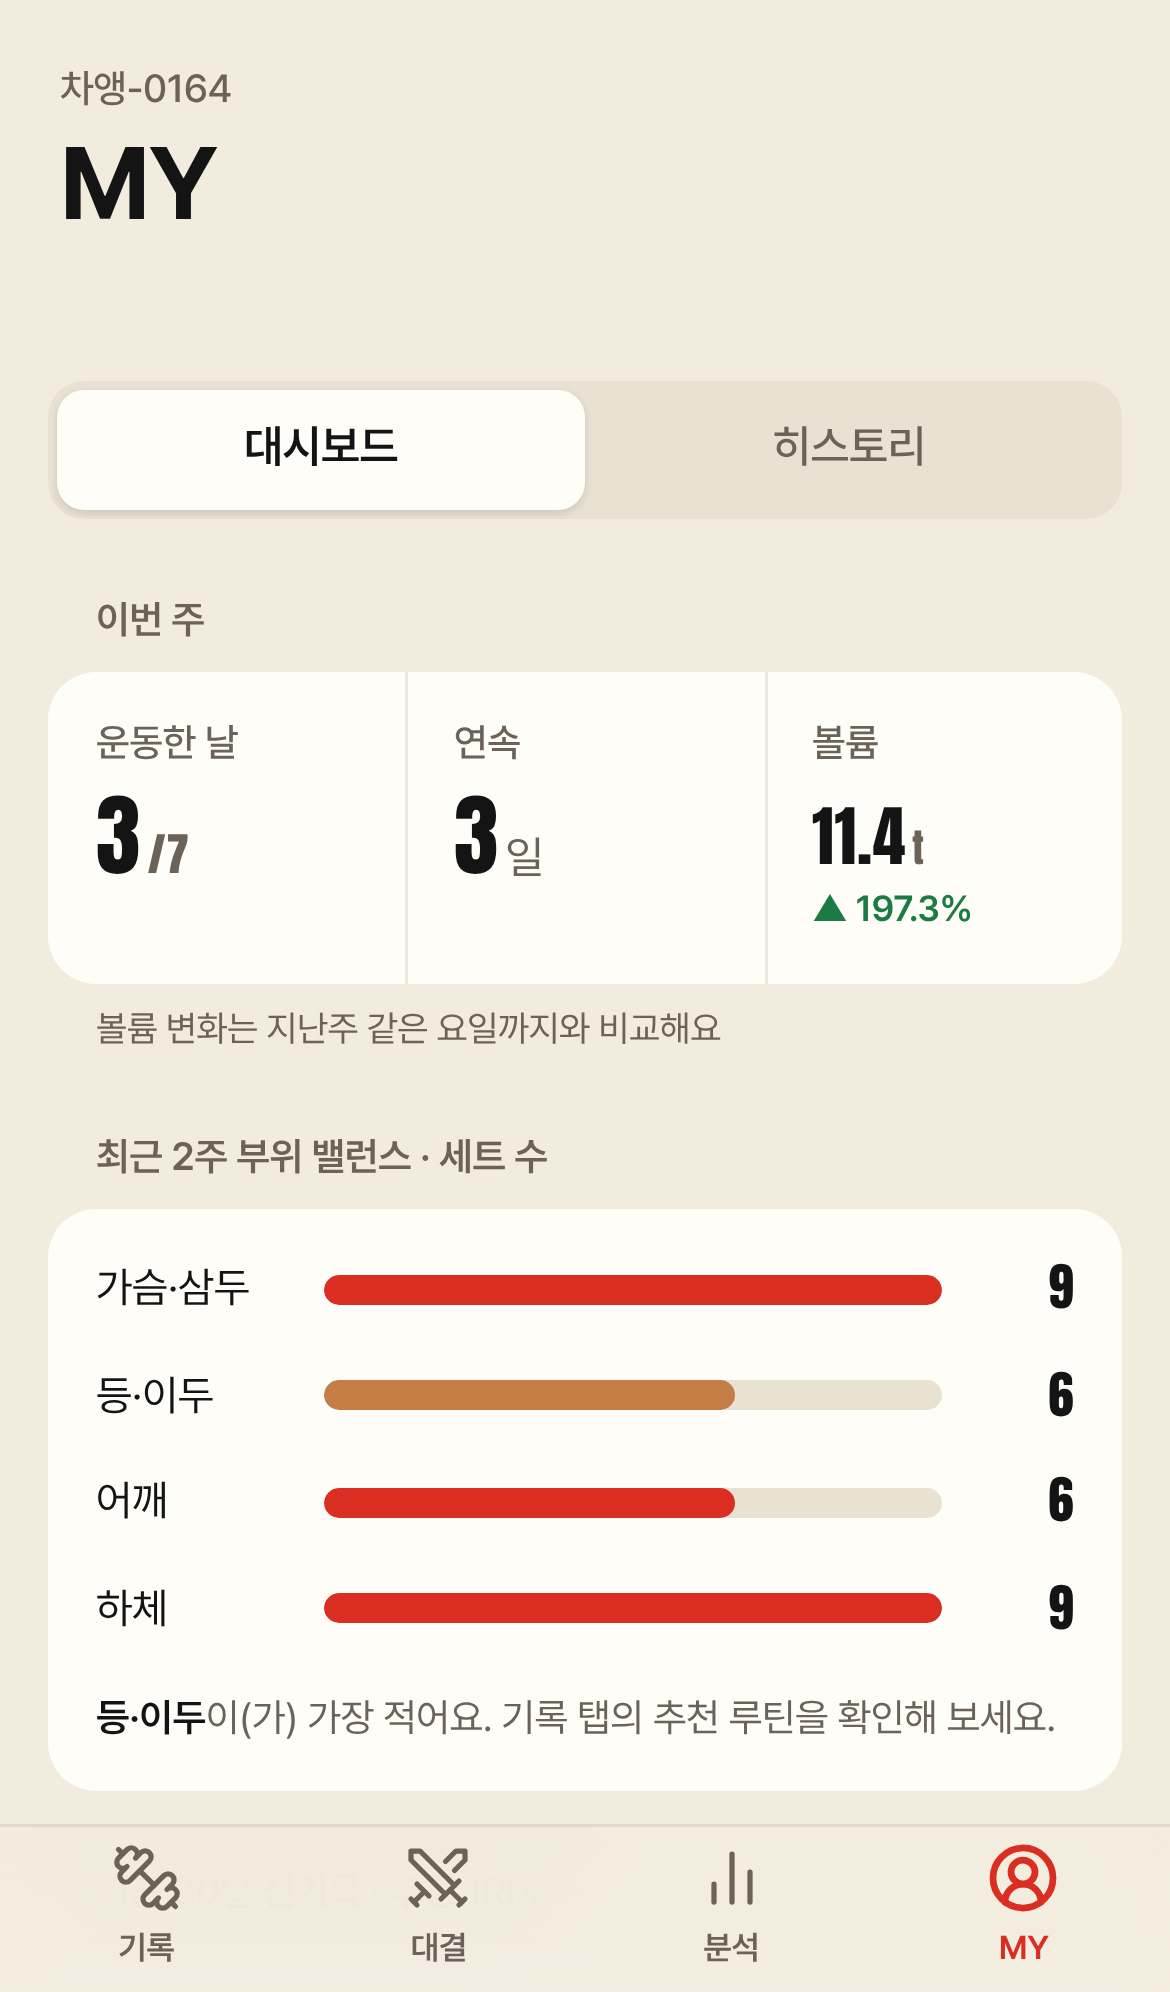 차앵-0164
MY
대시보드
히스토리
이번 주
운동한 날
3 /7
연속
3 일
볼륨
11.4 t
▲ 197.3%
볼륨 변화는 지난주 같은 요일까지와 비교해요
최근 2주 부위 밸런스 · 세트 수
가슴·삼두 9
등·이두 6
어깨 6
하체 9
등·이두이(가) 가장 적어요. 기록 탭의 추천 루틴을 확인해 보세요.
기록
대결
분석
MY